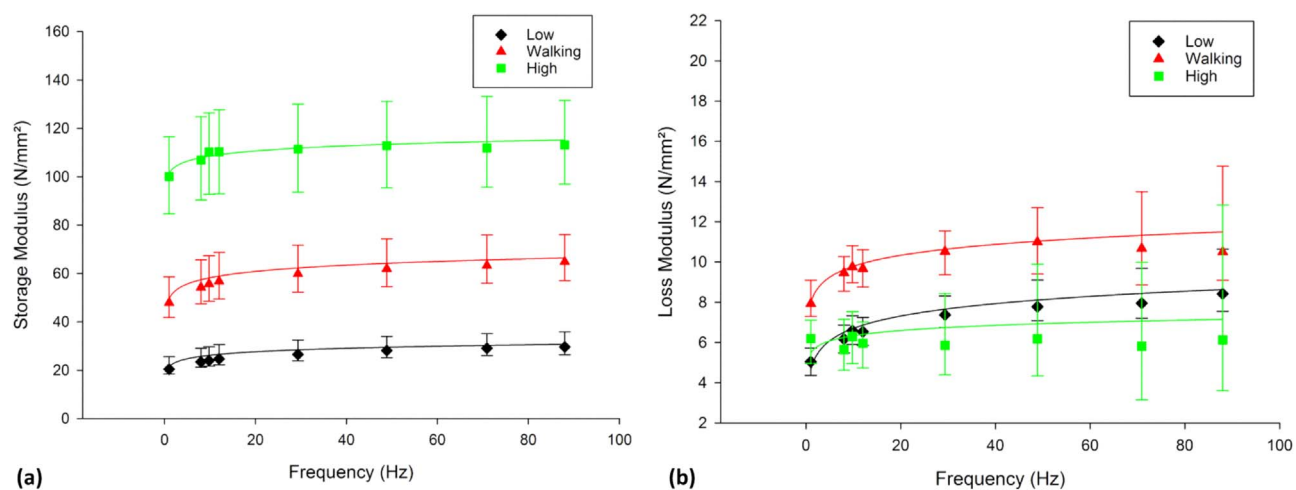 160
140
120
100
80
60
40
20
0
Storage Modulus (N/mm²)
Low
Walking
High
0 20 40 60 80 100
Frequency (Hz)
(a)
22
20
18
16
14
12
10
8
6
4
2
Loss Modulus (N/mm²)
Low
Walking
High
0 20 40 60 80 100
Frequency (Hz)
(b)